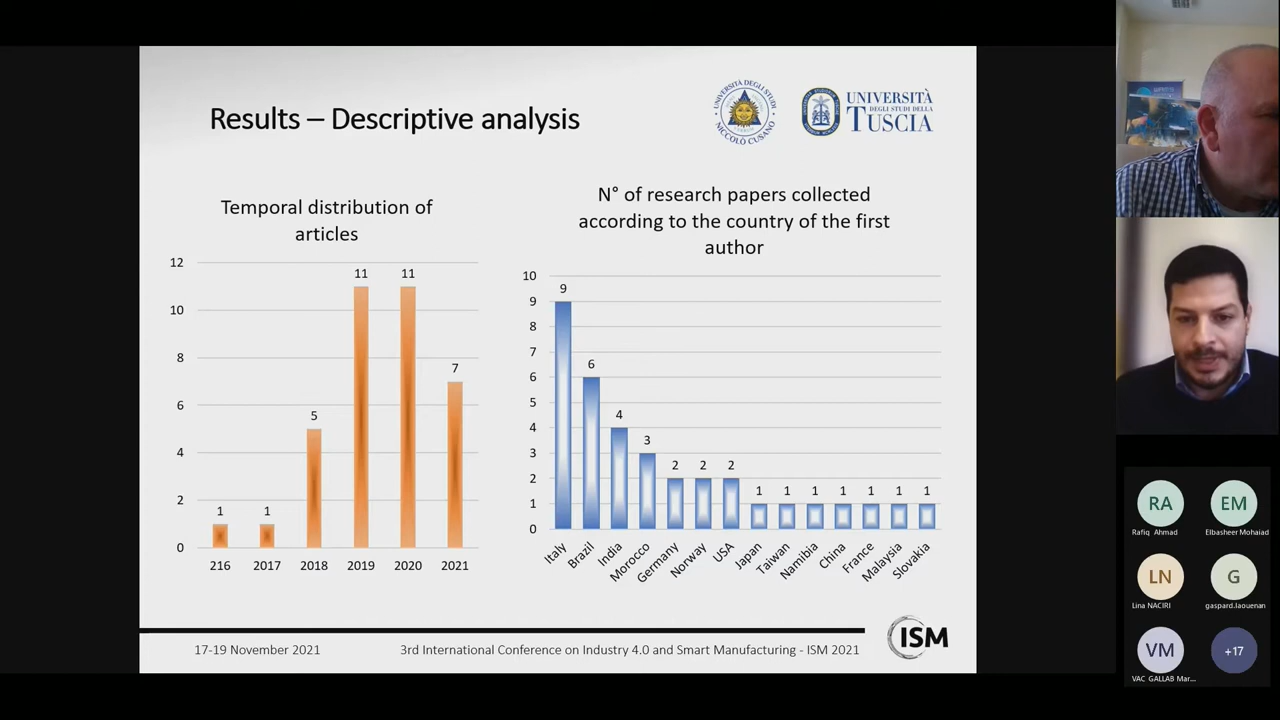 Results – Descriptive analysis
UNIVERSITÀ DEGLI STUDI
NICCOLÒ CUSANO
UNIVERSITÀ
DEGLI STUDI DELLA
TUSCIA
Temporal distribution of
articles
12
10
8
6
4
2
0
1
1
5
11
11
7
216
2017
2018
2019
2020
2021
N° of research papers collected
according to the country of the first
author
10
9
8
7
6
5
4
3
2
1
0
9
6
4
3
2
2
2
1
1
1
1
1
1
1
Italy
Brazil
India
Morocco
Germany
Norway
USA
Japan
Taiwan
Namibia
China
France
Malaysia
Slovakia
17-19 November 2021
3rd International Conference on Industry 4.0 and Smart Manufacturing - ISM 2021
ISM
RA
Rafiq Ahmad
EM
Elbasheer Mohaiad
LN
Lina NACIRI
G
gaspard.laouenan
VM
VAC GALLAB Mar...
+17